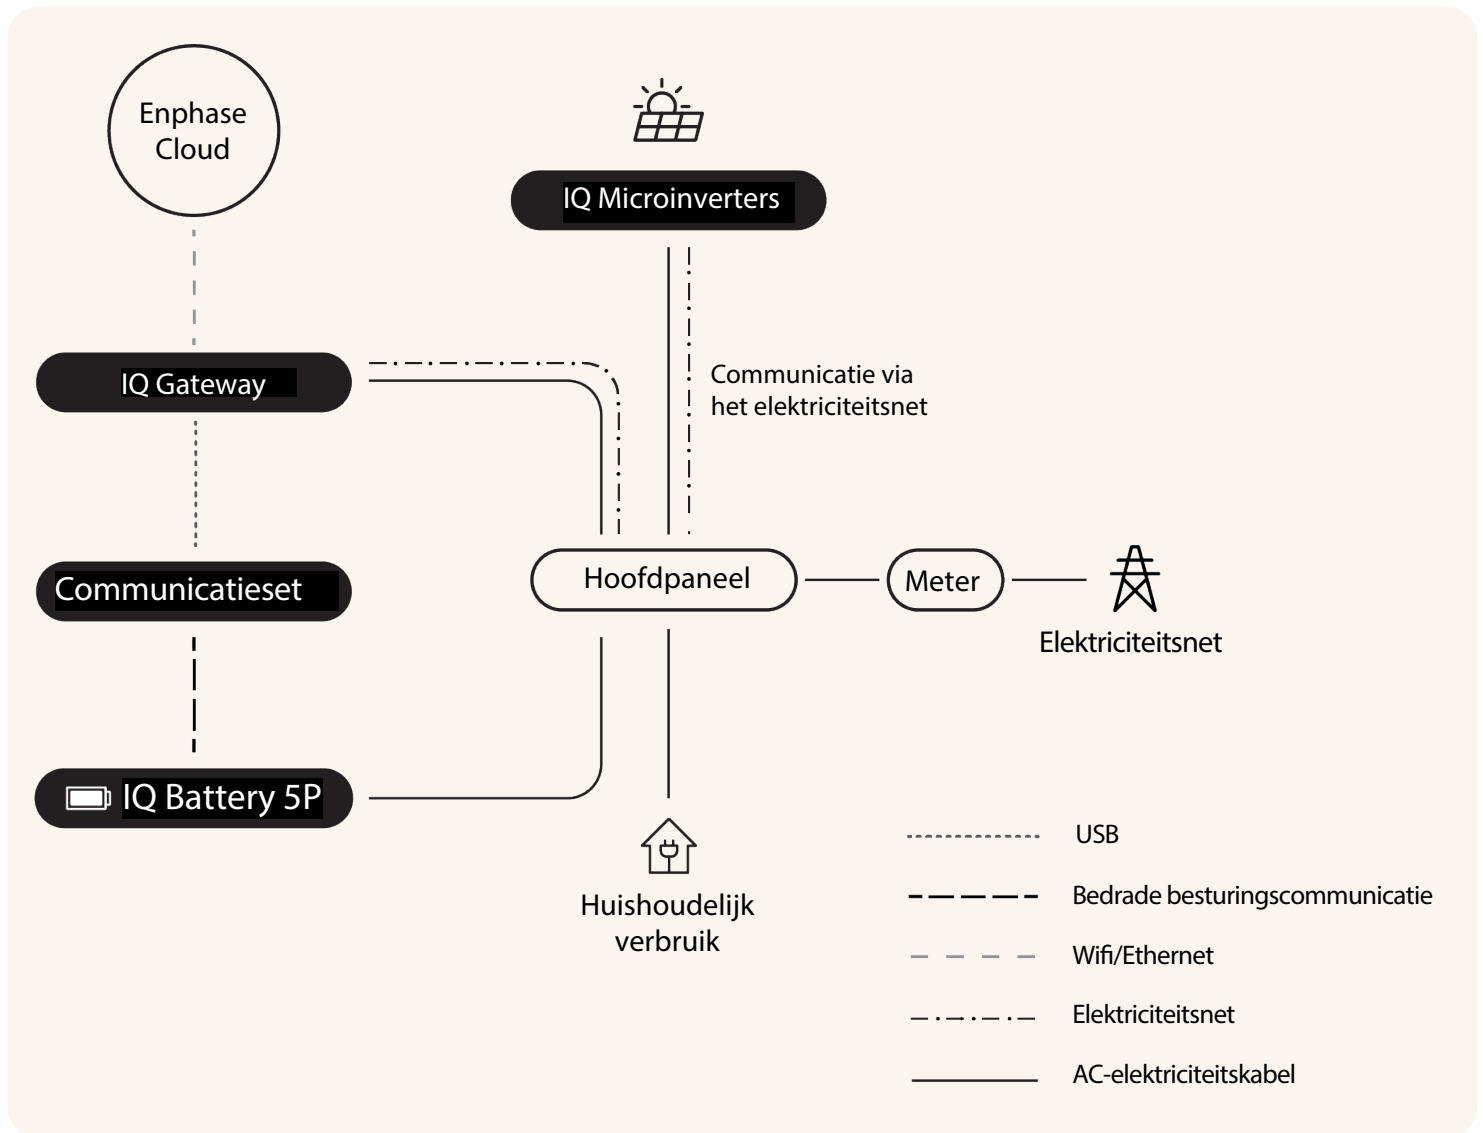 Enphase
Cloud
IQ Microinverters
IQ Gateway
Communicatie via
het elektriciteitsnet
Communicatieset
Hoofdpaneel
Meter
Elektriciteitsnet
IQ Battery 5P
Huishoudelijk
verbruik
USB
Bedrade besturingscommunicatie
Wifi/Ethernet
Elektriciteitsnet
AC-elektriciteitskabel